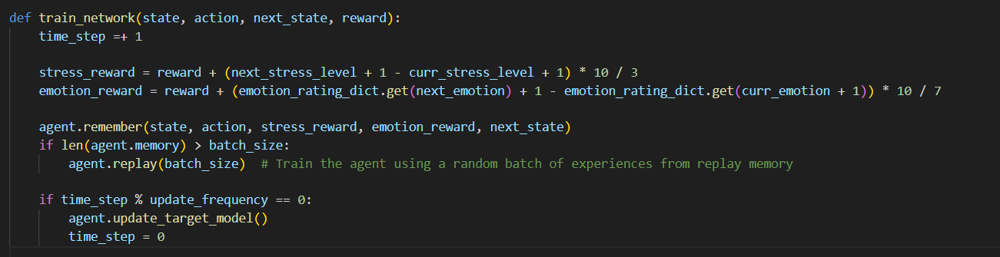 def train_network(state, action, next_state, reward):
    time_step =+ 1
    stress_reward = reward + (next_stress_level + 1 - curr_stress_level + 1) * 10 / 3
    emotion_reward = reward + (emotion_rating_dict.get(next_emotion) + 1 - emotion_rating_dict.get(curr_emotion + 1)) * 10 / 7
    agent.remember(state, action, stress_reward, emotion_reward, next_state)
    if len(agent.memory) > batch_size:
        agent.replay(batch_size)  # Train the agent using a random batch of experiences from replay memory
    if time_step % update_frequency == 0:
        agent.update_target_model()
        time_step = 0